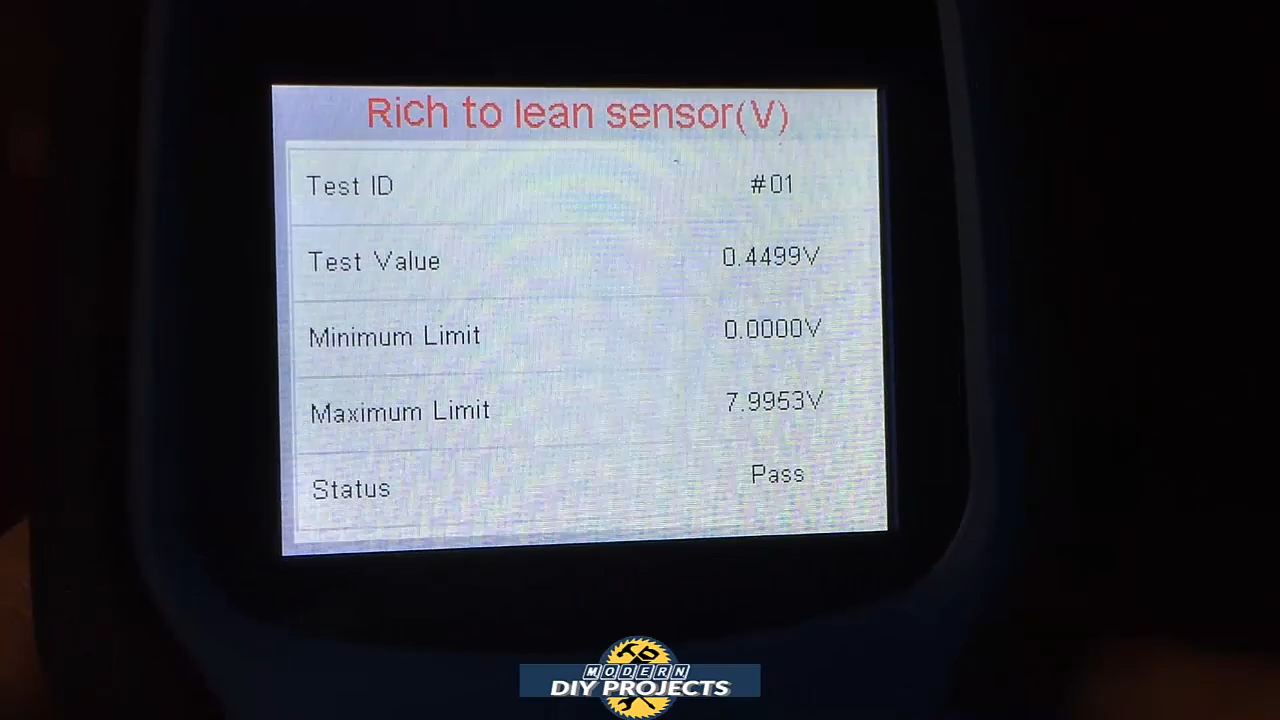 Rich to lean sensor(V)
Test ID #01
Test Value 0.4499V
Minimum Limit 0.0000V
Maximum Limit 7.9953V
Status Pass
MODERN
DIY PROJECTS